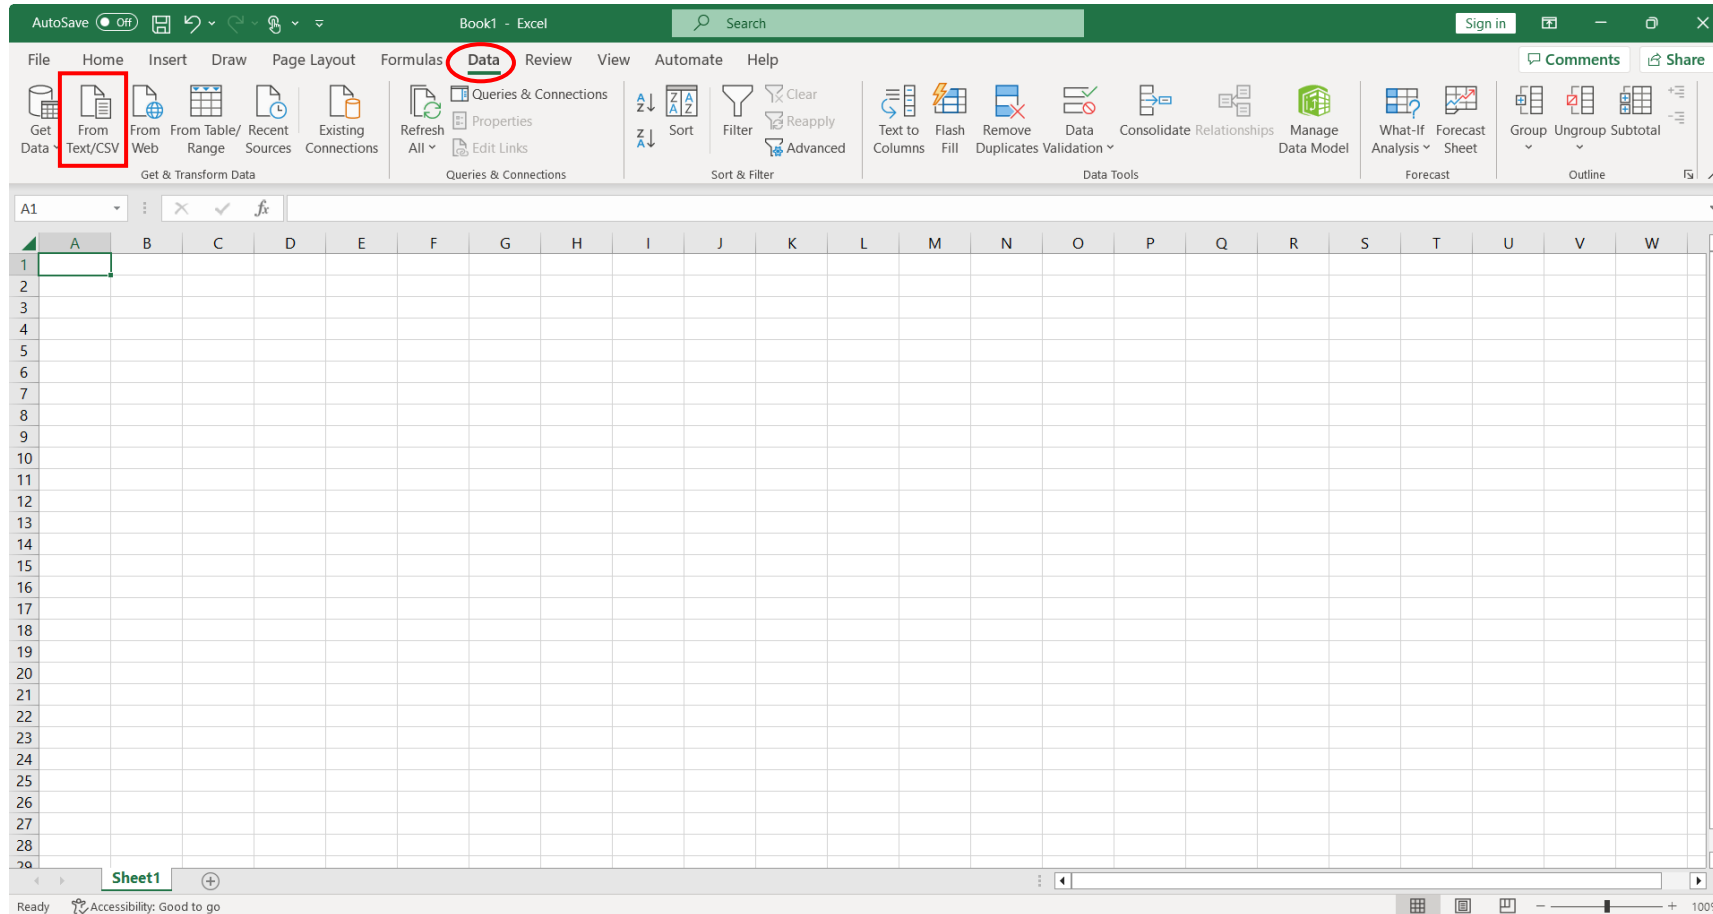 AutoSave Off Book1 - Excel Search Sign in
File Home Insert Draw Page Layout Formulas Data Review View Automate Help Comments Share
Get Data From Text/CSV From Web From Table/ Range Recent Sources Existing Connections
Get & Transform Data
Refresh All Queries & Connections
Properties
Edit Links
Queries & Connections
A Z Z A Sort Filter Clear
Reapply
Advanced
Sort & Filter
Text to Columns Flash Fill Remove Duplicates Data Validation Consolidate Relationships Manage Data Model
Data Tools
What-If Analysis Forecast Sheet
Forecast
Group Ungroup Subtotal
Outline
A1 fx
A B C D E F G H I J K L M N O P Q R S T U V W
1
2
3
4
5
6
7
8
9
10
11
12
13
14
15
16
17
18
19
20
21
22
23
24
25
26
27
28
29
Sheet1
Ready Accessibility: Good to go 100%